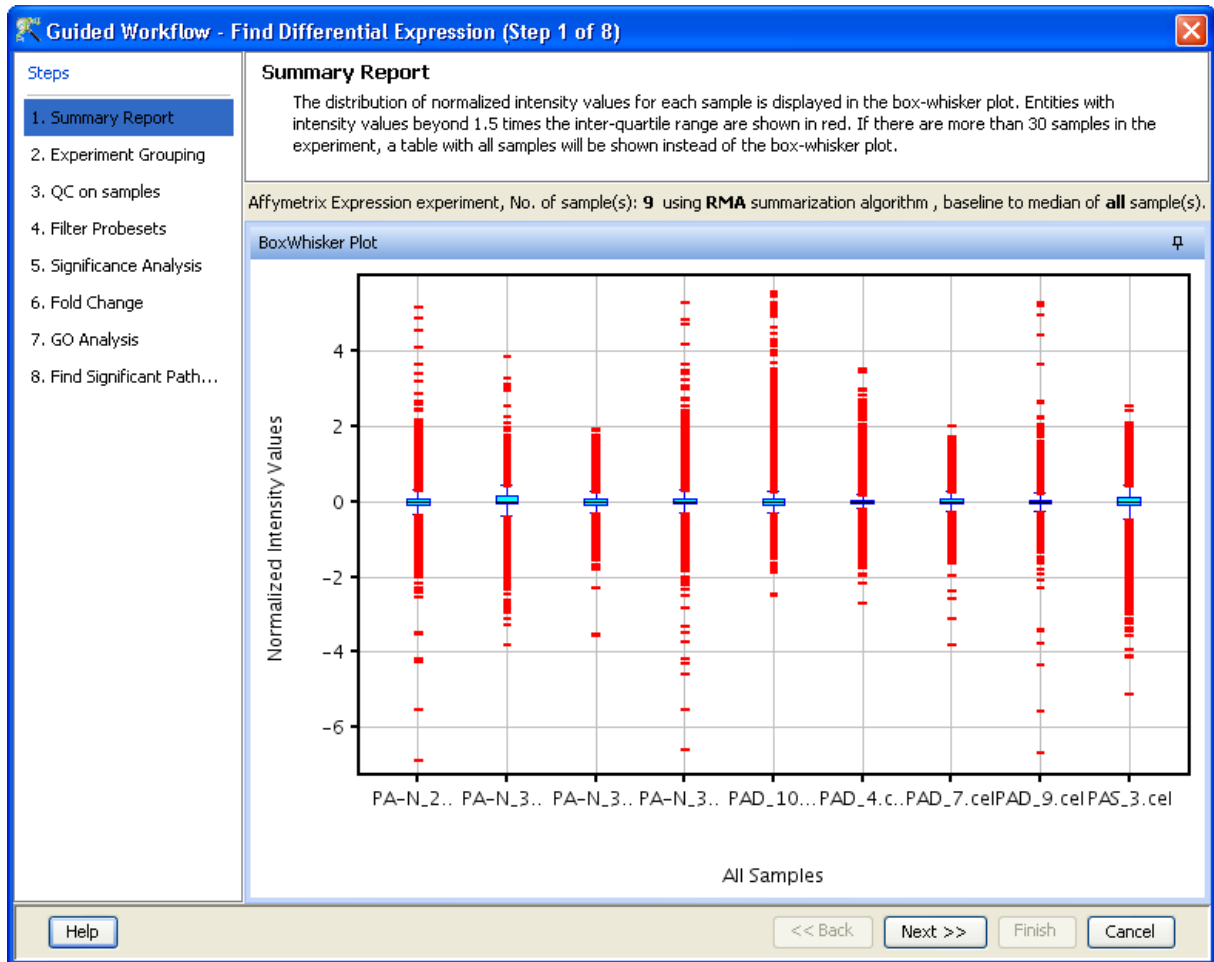 Guided Workflow - Find Differential Expression (Step 1 of 8)
Steps
1. Summary Report
2. Experiment Grouping
3. QC on samples
4. Filter Probesets
5. Significance Analysis
6. Fold Change
7. GO Analysis
8. Find Significant Path...
Summary Report
The distribution of normalized intensity values for each sample is displayed in the box-whisker plot. Entities with
intensity values beyond 1.5 times the inter-quartile range are shown in red. If there are more than 30 samples in the
experiment, a table with all samples will be shown instead of the box-whisker plot.
Affymetrix Expression experiment, No. of sample(s): 9 using RMA summarization algorithm , baseline to median of all sample(s).
BoxWhisker Plot
Normalized Intensity Values
4
2
0
-2
-4
-6
PA-N_2.. PA-N_3.. PA-N_3.. PA-N_3.. PAD_10... PAD_4.c.. PAD_7.cel PAD_9.cel PAS_3.cel
All Samples
Help
<< Back
Next >>
Finish
Cancel